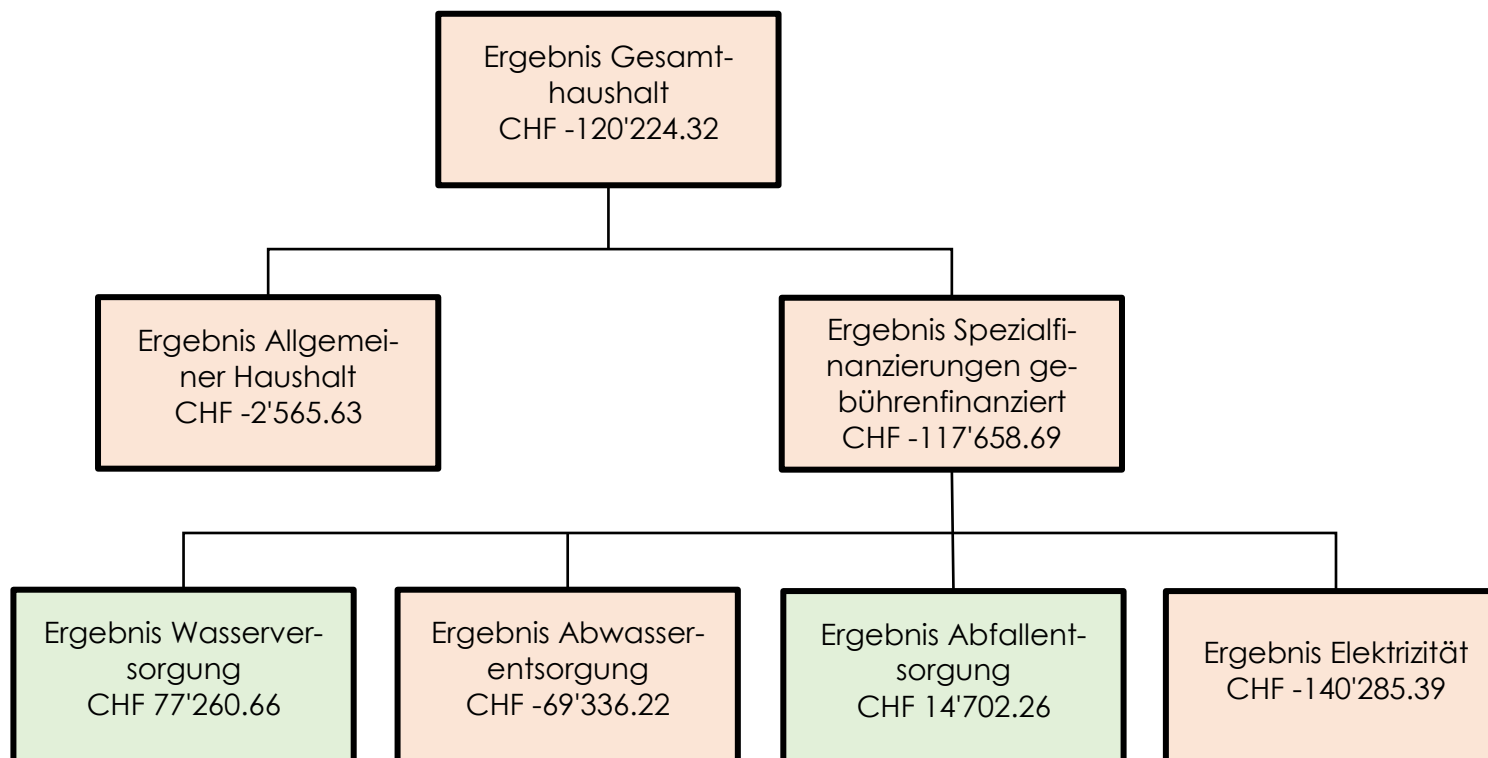 Ergebnis Gesamt-
haushalt
CHF -120'224.32
Ergebnis Allgemei-
ner Haushalt
CHF -2'565.63
Ergebnis Spezialfi-
nanzierungen ge-
bührenfinanziert
CHF -117'658.69
Ergebnis Wasserver-
sorgung
CHF 77'260.66
Ergebnis Abwasser-
entsorgung
CHF -69'336.22
Ergebnis Abfallent-
sorgung
CHF 14'702.26
Ergebnis Elektrizität
CHF -140'285.39